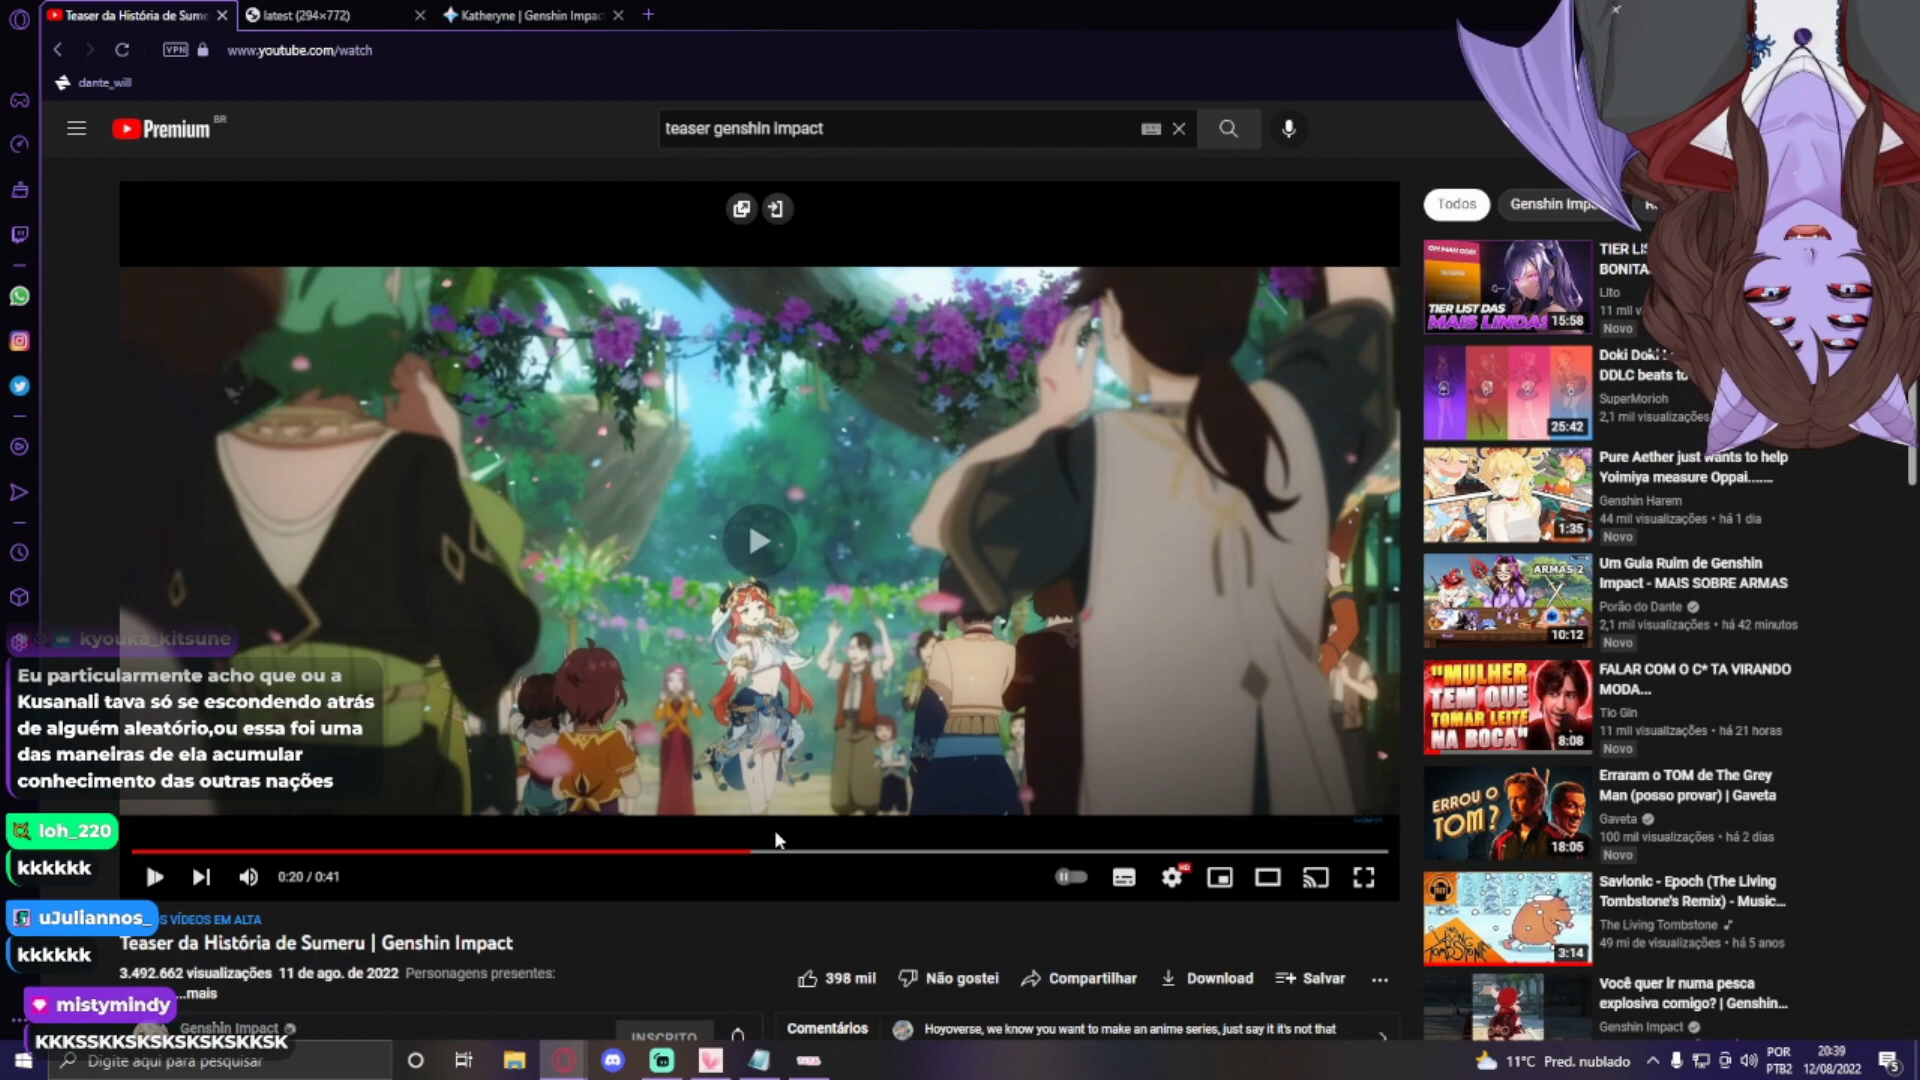 Teaser da História de Sume
latest (294×772)
Katheryne | Genshin Impac
VPN
www.youtube.com/watch
dante_will
Premium
BR
teaser genshin impact
Todos
Genshin Imp
TIER LIS
BONITA
Lito
11 mil v
Novo
TIER LIST DAS
MAIS LINDAS
15:58
Doki Doki
DDLC beats to
SuperMorioh
2,1 mil visualizações
25:42
Pure Aether just wants to help
Yoimiya measure Oppai......
Genshin Harem
44 mil visualizações • há 1 dia
Novo
1:35
Um Guia Ruim de Genshin
Impact - MAIS SOBRE ARMAS
Porão do Dante
2,1 mil visualizações • há 42 minutos
Novo
ARMAS 2
10:12
FALAR COM O C* TA VIRANDO
MODA...
Tio Gin
11 mil visualizações • há 21 horas
Novo
"MULHER
TEM QUE
TOMAR LEITE
NA BOCA"
8:08
Erraram o TOM de The Grey
Man (posso provar) | Gaveta
Gaveta
100 mil visualizações • há 2 dias
Novo
ERROU O
TOM?
18:05
Savlonic - Epoch (The Living
Tombstone's Remix) - Music...
The Living Tombstone
49 mi de visualizações • há 5 anos
3:14
Você quer ir numa pesca
explosiva comigo? | Genshin...
Genshin Impact
kyouka_kitsune
Eu particularmente acho que ou a
Kusanali tava só se escondendo atrás
de alguém aleatório,ou essa foi uma
das maneiras de ela acumular
conhecimento das outras nações
loh_220
kkkkkk
uJuliannos_
kkkkkk
mistymindy
KKKSSKKSKSKSKSKSKKSK
0:20 / 0:41
HD
S VÍDEOS EM ALTA
Teaser da História de Sumeru | Genshin Impact
3.492.662 visualizações 11 de ago. de 2022 Personagens presentes:
...mais
398 mil
Não gostei
Compartilhar
Download
Salvar
Genshin Impact
INSCRITO
Comentários
Hoyoverse, we know you want to make an anime series, just say it it's not that
Digite aqui para pesquisar
11°C Pred. nublado
POR
PTB2
20:39
12/08/2022
5